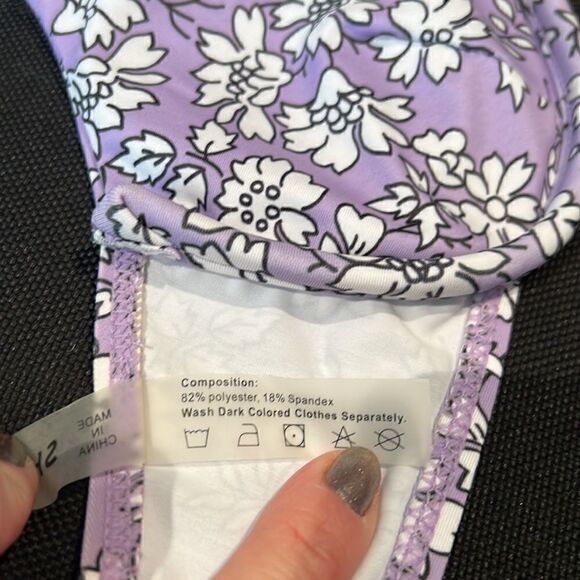 Composition:
82% polyester, 18% Spandex
Wash Dark Colored Clothes Separately.
MADE
IN
CHINA